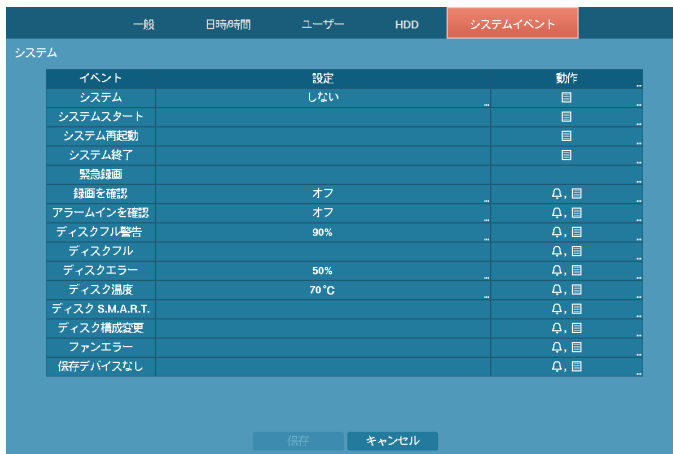 一般 日時/時間 ユーザー HDD システムイベント
システム
イベント 設定 動作
システム しない
システムスタート
システム再起動
システム終了
緊急録画
録画を確認 オフ
アラームインを確認 オフ
ディスクフル警告 90%
ディスクフル
ディスクエラー 50%
ディスク温度 70℃
ディスク S.M.A.R.T.
ディスク構成変更
ファンエラー
保存デバイスなし
保存 キャンセル